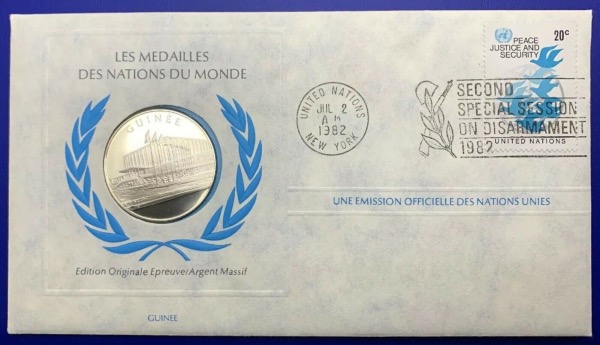 LES MEDAILLES
DES NATIONS DU MONDE
GUINÉE
Edition Originale Epreuve/Argent Massif
GUINEE
UNITED NATIONS
JUL 2
AM
1982
NEW YORK
PEACE
JUSTICE AND
SECURITY
20c
SECOND
SPECIAL SESSION
ON DISARMAMENT
1982
UNITED NATIONS
UNE EMISSION OFFICIELLE DES NATIONS UNIES